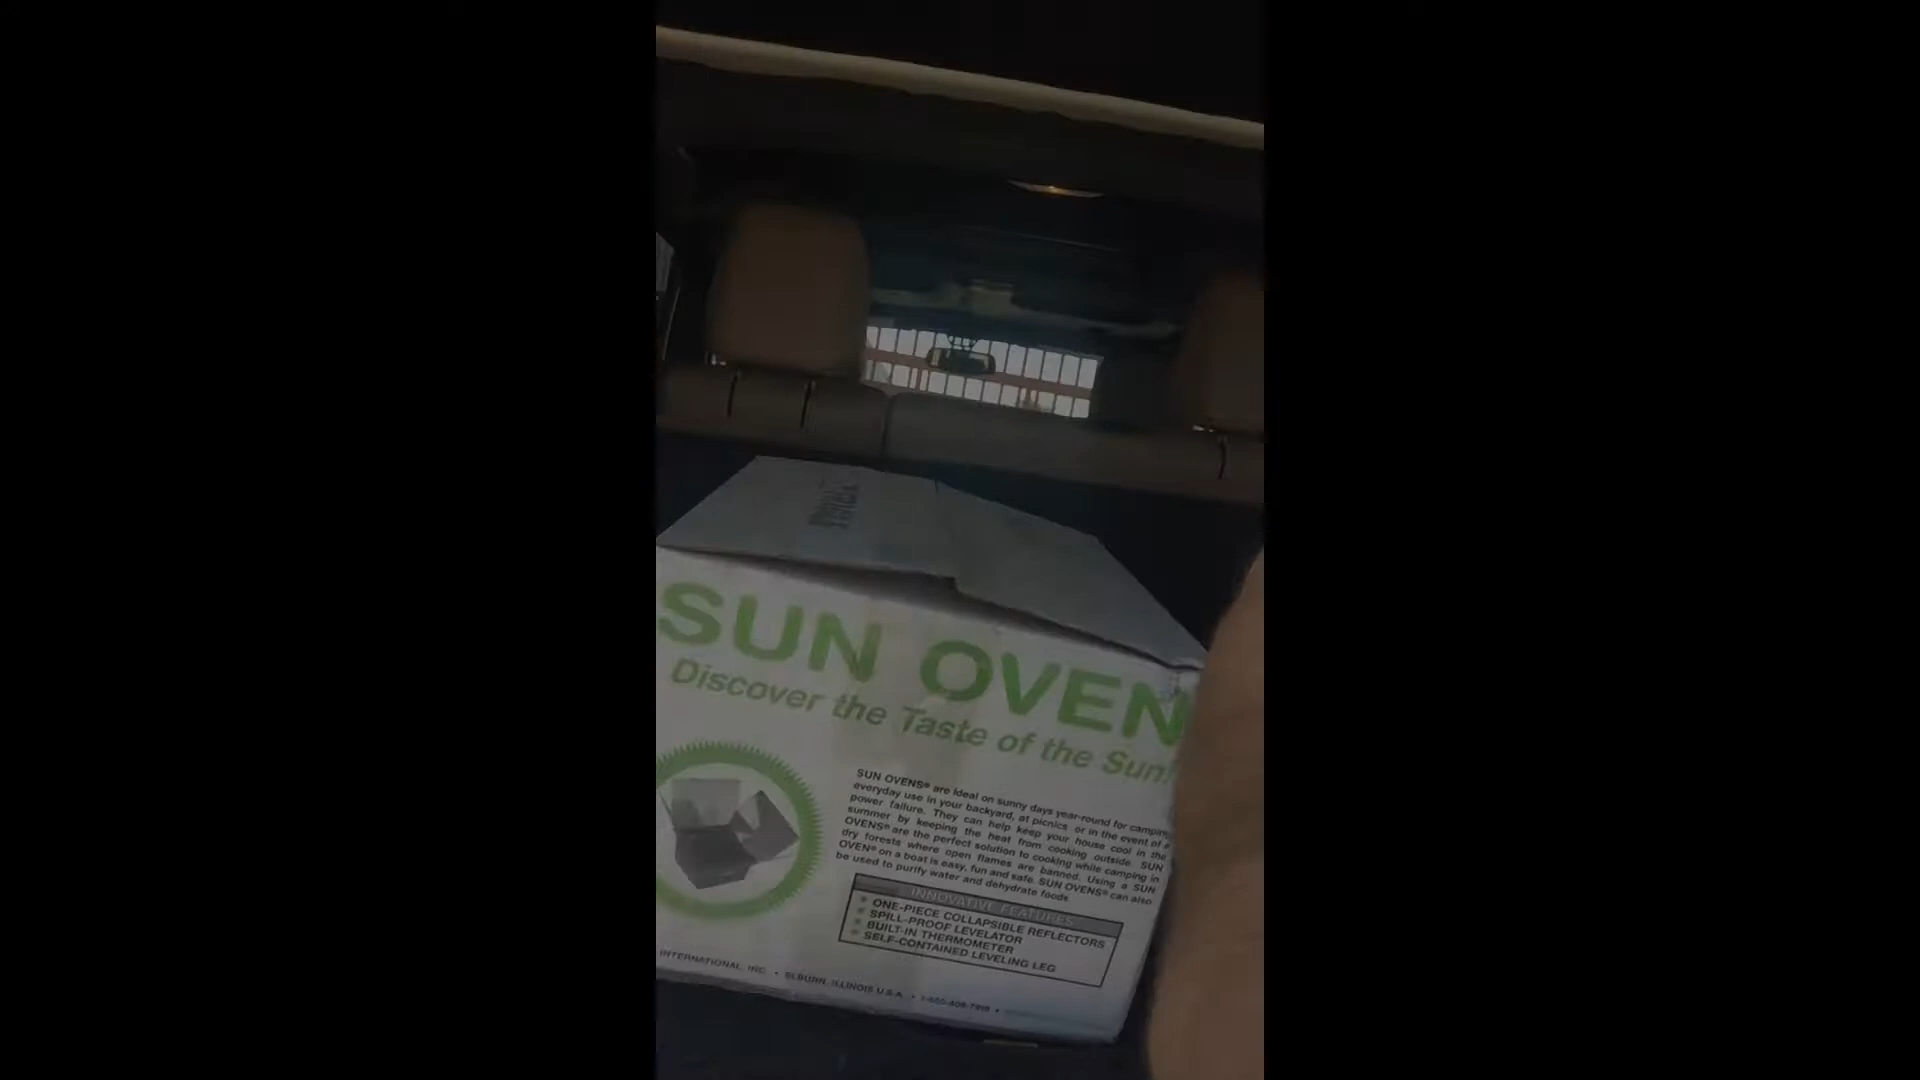 SUN OVEN
Discover the Taste of the Sun!
SUN OVENS® are ideal on sunny days year-round for camping
everyday use in your backyard, at picnics or in the event of a
power failure. They can help keep your house cool in the
summer by keeping the heat from cooking outside. SUN
OVENS® are the perfect solution to cooking while camping in
dry forests where open flames are banned. Using a SUN
OVEN® on a boat is easy, fun and safe. SUN OVENS® can also
be used to purify water and dehydrate foods.
INNOVATIVE FEATURES
ONE-PIECE COLLAPSIBLE REFLECTORS
SPILL-PROOF LEVELATOR
BUILT-IN THERMOMETER
SELF-CONTAINED LEVELING LEG
INTERNATIONAL, INC. • ELBURN, ILLINOIS U.S.A. •